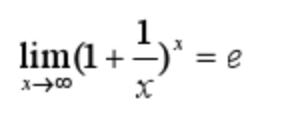 lim(1 + 1/x)^x = e
x→∞